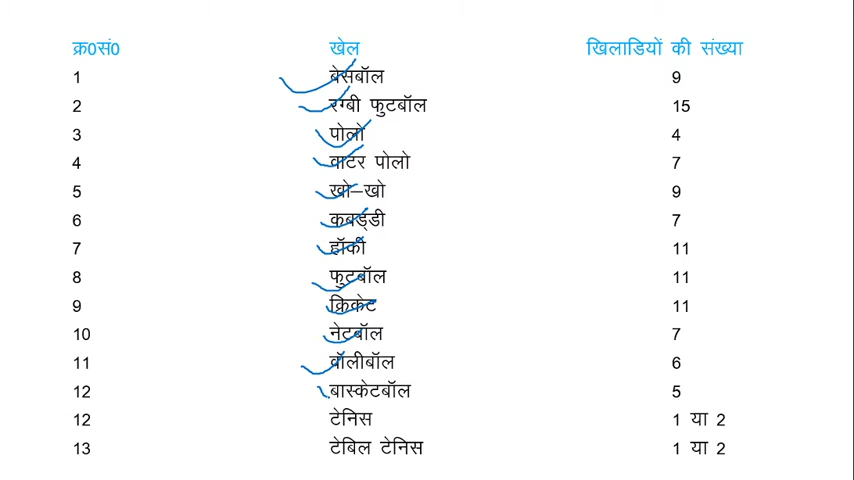 क्र0सं0 खेल खिलाडियों की संख्या
1 बेसबॉल 9
2 रग्बी फुटबॉल 15
3 पोलो 4
4 वाटर पोलो 7
5 खो–खो 9
6 कबड्डी 7
7 हॉकी 11
8 फुटबॉल 11
9 क्रिकेट 11
10 नेटबॉल 7
11 वॉलीबॉल 6
12 बास्केटबॉल 5
12 टेनिस 1 या 2
13 टेबिल टेनिस 1 या 2